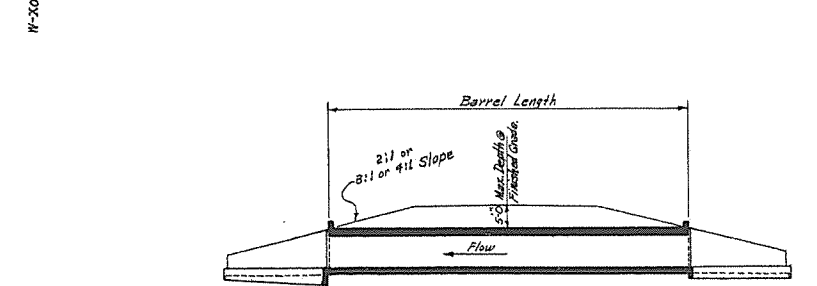 Barrel Length
2:1 or
3:1 or 4:1 Slope
5'-0" Max. Depth @
Finished Grade.
Flow